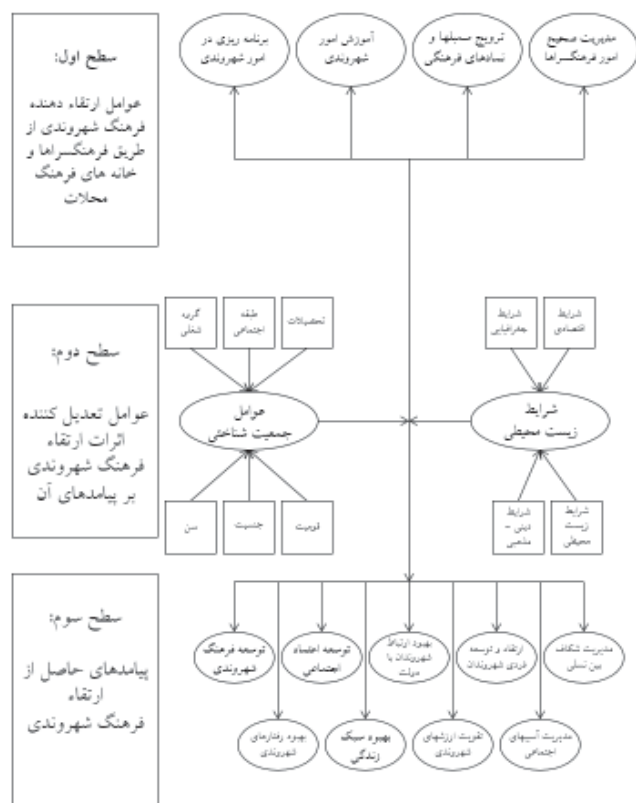 سطح اول:
عوامل ارتقاء دهنده
فرهنگ شهروندی از
طریق فرهنگسراها و
خانه های فرهنگ
محلات
مدیریت صحیح
امور فرهنگسراها
ترویج سمبلها و
نمادهای فرهنگی
آموزش امور
شهروندی
برنامه ریزی در
امور شهروندی
سطح دوم:
عوامل تعدیل کننده
اثرات ارتقاء
فرهنگ شهروندی
بر پیامدهای آن
شرایط
اقتصادی
شرایط
جغرافیایی
تحصیلات
طبقه
اجتماعی
گروه
شغلی
شرایط
زیست محیطی
عوامل
جمعیت شناختی
شرایط
زیست
محیطی
شرایط
دینی -
مذهبی
قومیت
جنسیت
سن
سطح سوم:
پیامدهای حاصل از
ارتقاء
فرهنگ شهروندی
مدیریت شکاف
بین نسلی
ارتقاء و توسعه
فردی شهروندان
بهبود ارتباط
شهروندان با
دولت
توسعه اعتماد
اجتماعی
توسعه فرهنگ
شهروندی
مدیریت آسیبهای
اجتماعی
تقویت ارزشهای
شهروندی
بهبود سبک
زندگی
بهبود رفتارهای
شهروندی